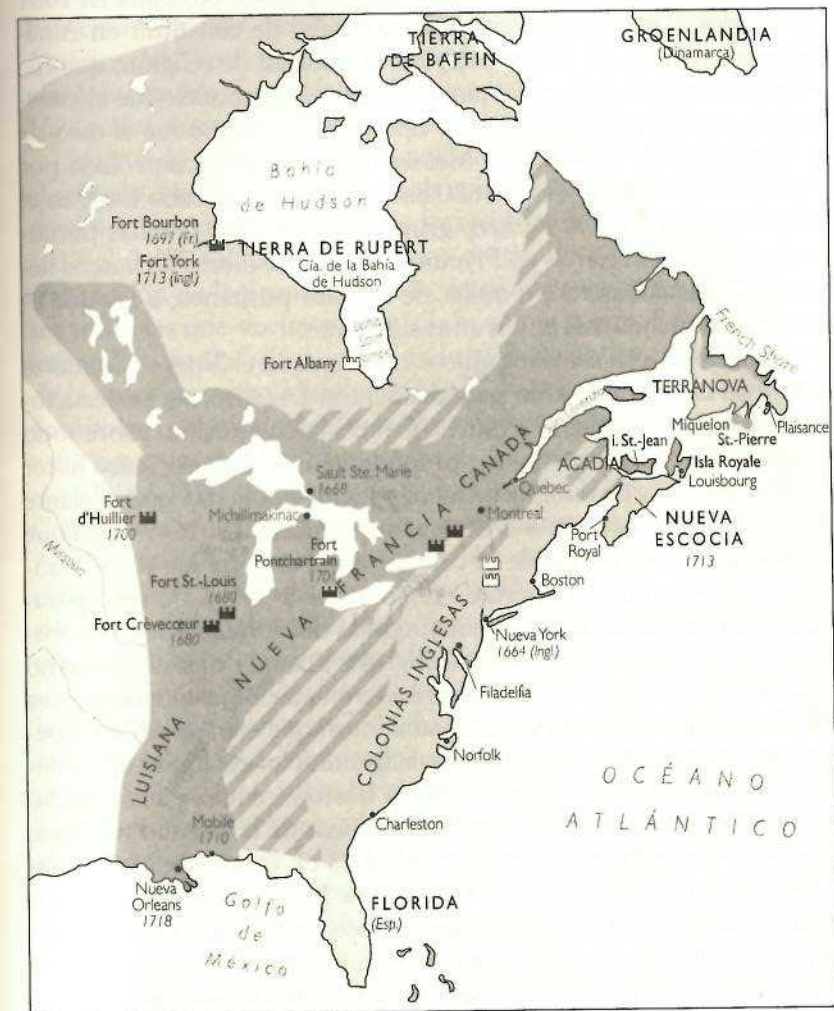 TIERRA
DE BAFFIN
GROENLANDIA
(Dinamarca)
Bahía
de Hudson
Fort Bourbon
1697 (Fr.)
Fort York
1713 (Ingl.)
TIERRA DE RUPERT
Cía. de la Bahía
de Hudson
Fort Albany
French Shore
TERRANOVA
Miquelon
St.-Pierre
Plaisance
i. St.-Jean
ACADIA
Isla Royale
Louisbourg
Sault Ste. Marie
1668
Quebec
Michillimakinac
Montreal
Fort
d'Huillier
1700
Fort
Pontchartrain
Port
Royal
NUEVA
ESCOCIA
1713
Missouri
Fort St.-Louis
1680
Fort Crevecœur
1680
Boston
NUEVA FRANCIA CANADÁ
Nueva York
1664 (Ingl.)
Filadelfia
COLONIAS INGLESAS
LUISIANA
Norfolk
OCÉANO
ATLÁNTICO
Charleston
Mobile
1710
Nueva
Orleans
1718
Golfo
de
México
FLORIDA
(Esp.)